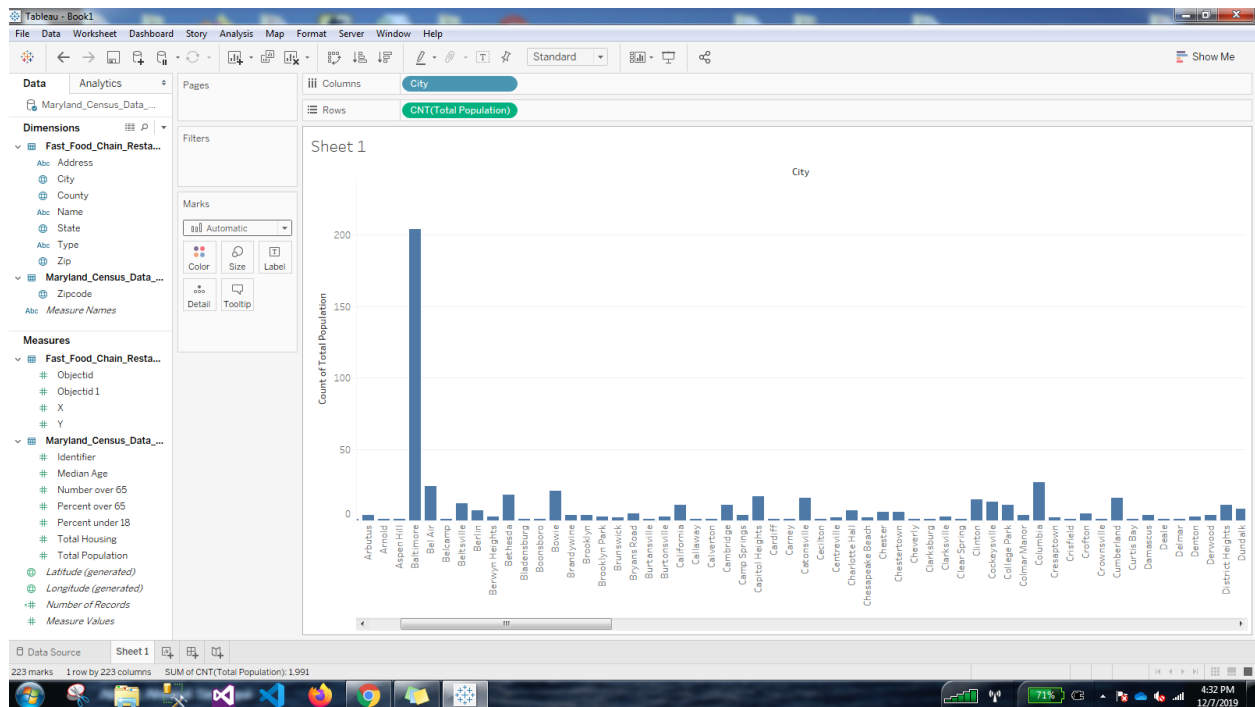 Tableau - Book1
File Data Worksheet Dashboard Story Analysis Map Format Server Window Help
Standard
Show Me
Data Analytics
Maryland_Census_Data_...
Dimensions
Fast_Food_Chain_Resta...
Abc Address
City
County
Abc Name
State
Abc Type
Zip
Maryland_Census_Data_...
Zipcode
Abc Measure Names
Measures
Fast_Food_Chain_Resta...
# Objectid
# Objectid 1
# X
# Y
Maryland_Census_Data_...
# Identifier
# Median Age
# Number over 65
# Percent over 65
# Percent under 18
# Total Housing
# Total Population
Latitude (generated)
Longitude (generated)
=# Number of Records
# Measure Values
Pages
Filters
Marks
Automatic
Color Size Label
Detail Tooltip
iii Columns City
Rows CNT(Total Population)
Sheet 1
City
Count of Total Population
200
150
100
50
0
Arbutus
Arnold
Aspen Hill
Baltimore
Bel Air
Belcamp
Beltsville
Berlin
Berwyn Heights
Bethesda
Bladensburg
Boonsboro
Bowie
Brandywine
Brooklyn
Brooklyn Park
Brunswick
Bryans Road
Burtansville
Burtonsville
California
Callaway
Calverton
Cambridge
Camp Springs
Capitol Heights
Cardiff
Carney
Catonsville
Cecilton
Centreville
Charlotte Hall
Chesapeake Beach
Chester
Chestertown
Cheverly
Clarksburg
Clarksville
Clear Spring
Clinton
Cockeysville
College Park
Colmar Manor
Columbia
Cresaptown
Crisfield
Crofton
Crownsville
Cumberland
Curtis Bay
Damascus
Deale
Delmar
Denton
Derwood
District Heights
Dundalk
Data Source Sheet 1
223 marks 1 row by 223 columns SUM of CNT(Total Population): 1,991
71% 4:32 PM
12/7/2019